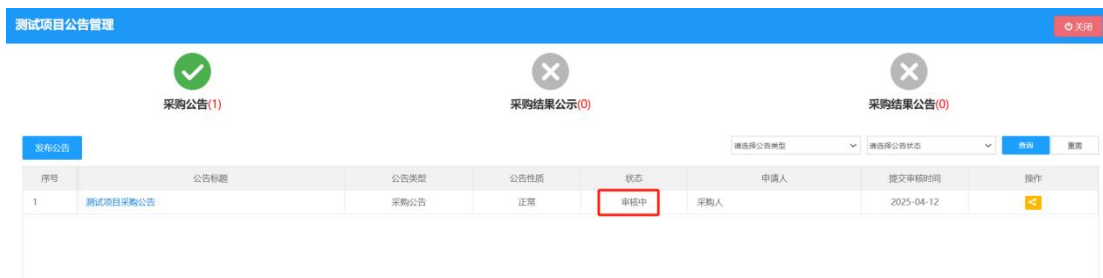 测试项目公告管理
关闭
采购公告(1) 采购结果公示(0) 采购结果公告(0)
发布公告 请选择公告类型 请选择公告状态 查询 重置
序号 公告标题 公告类型 公告性质 状态 申请人 提交审核时间 操作
1 测试项目采购公告 采购公告 正常 审核中 采购人 2025-04-12